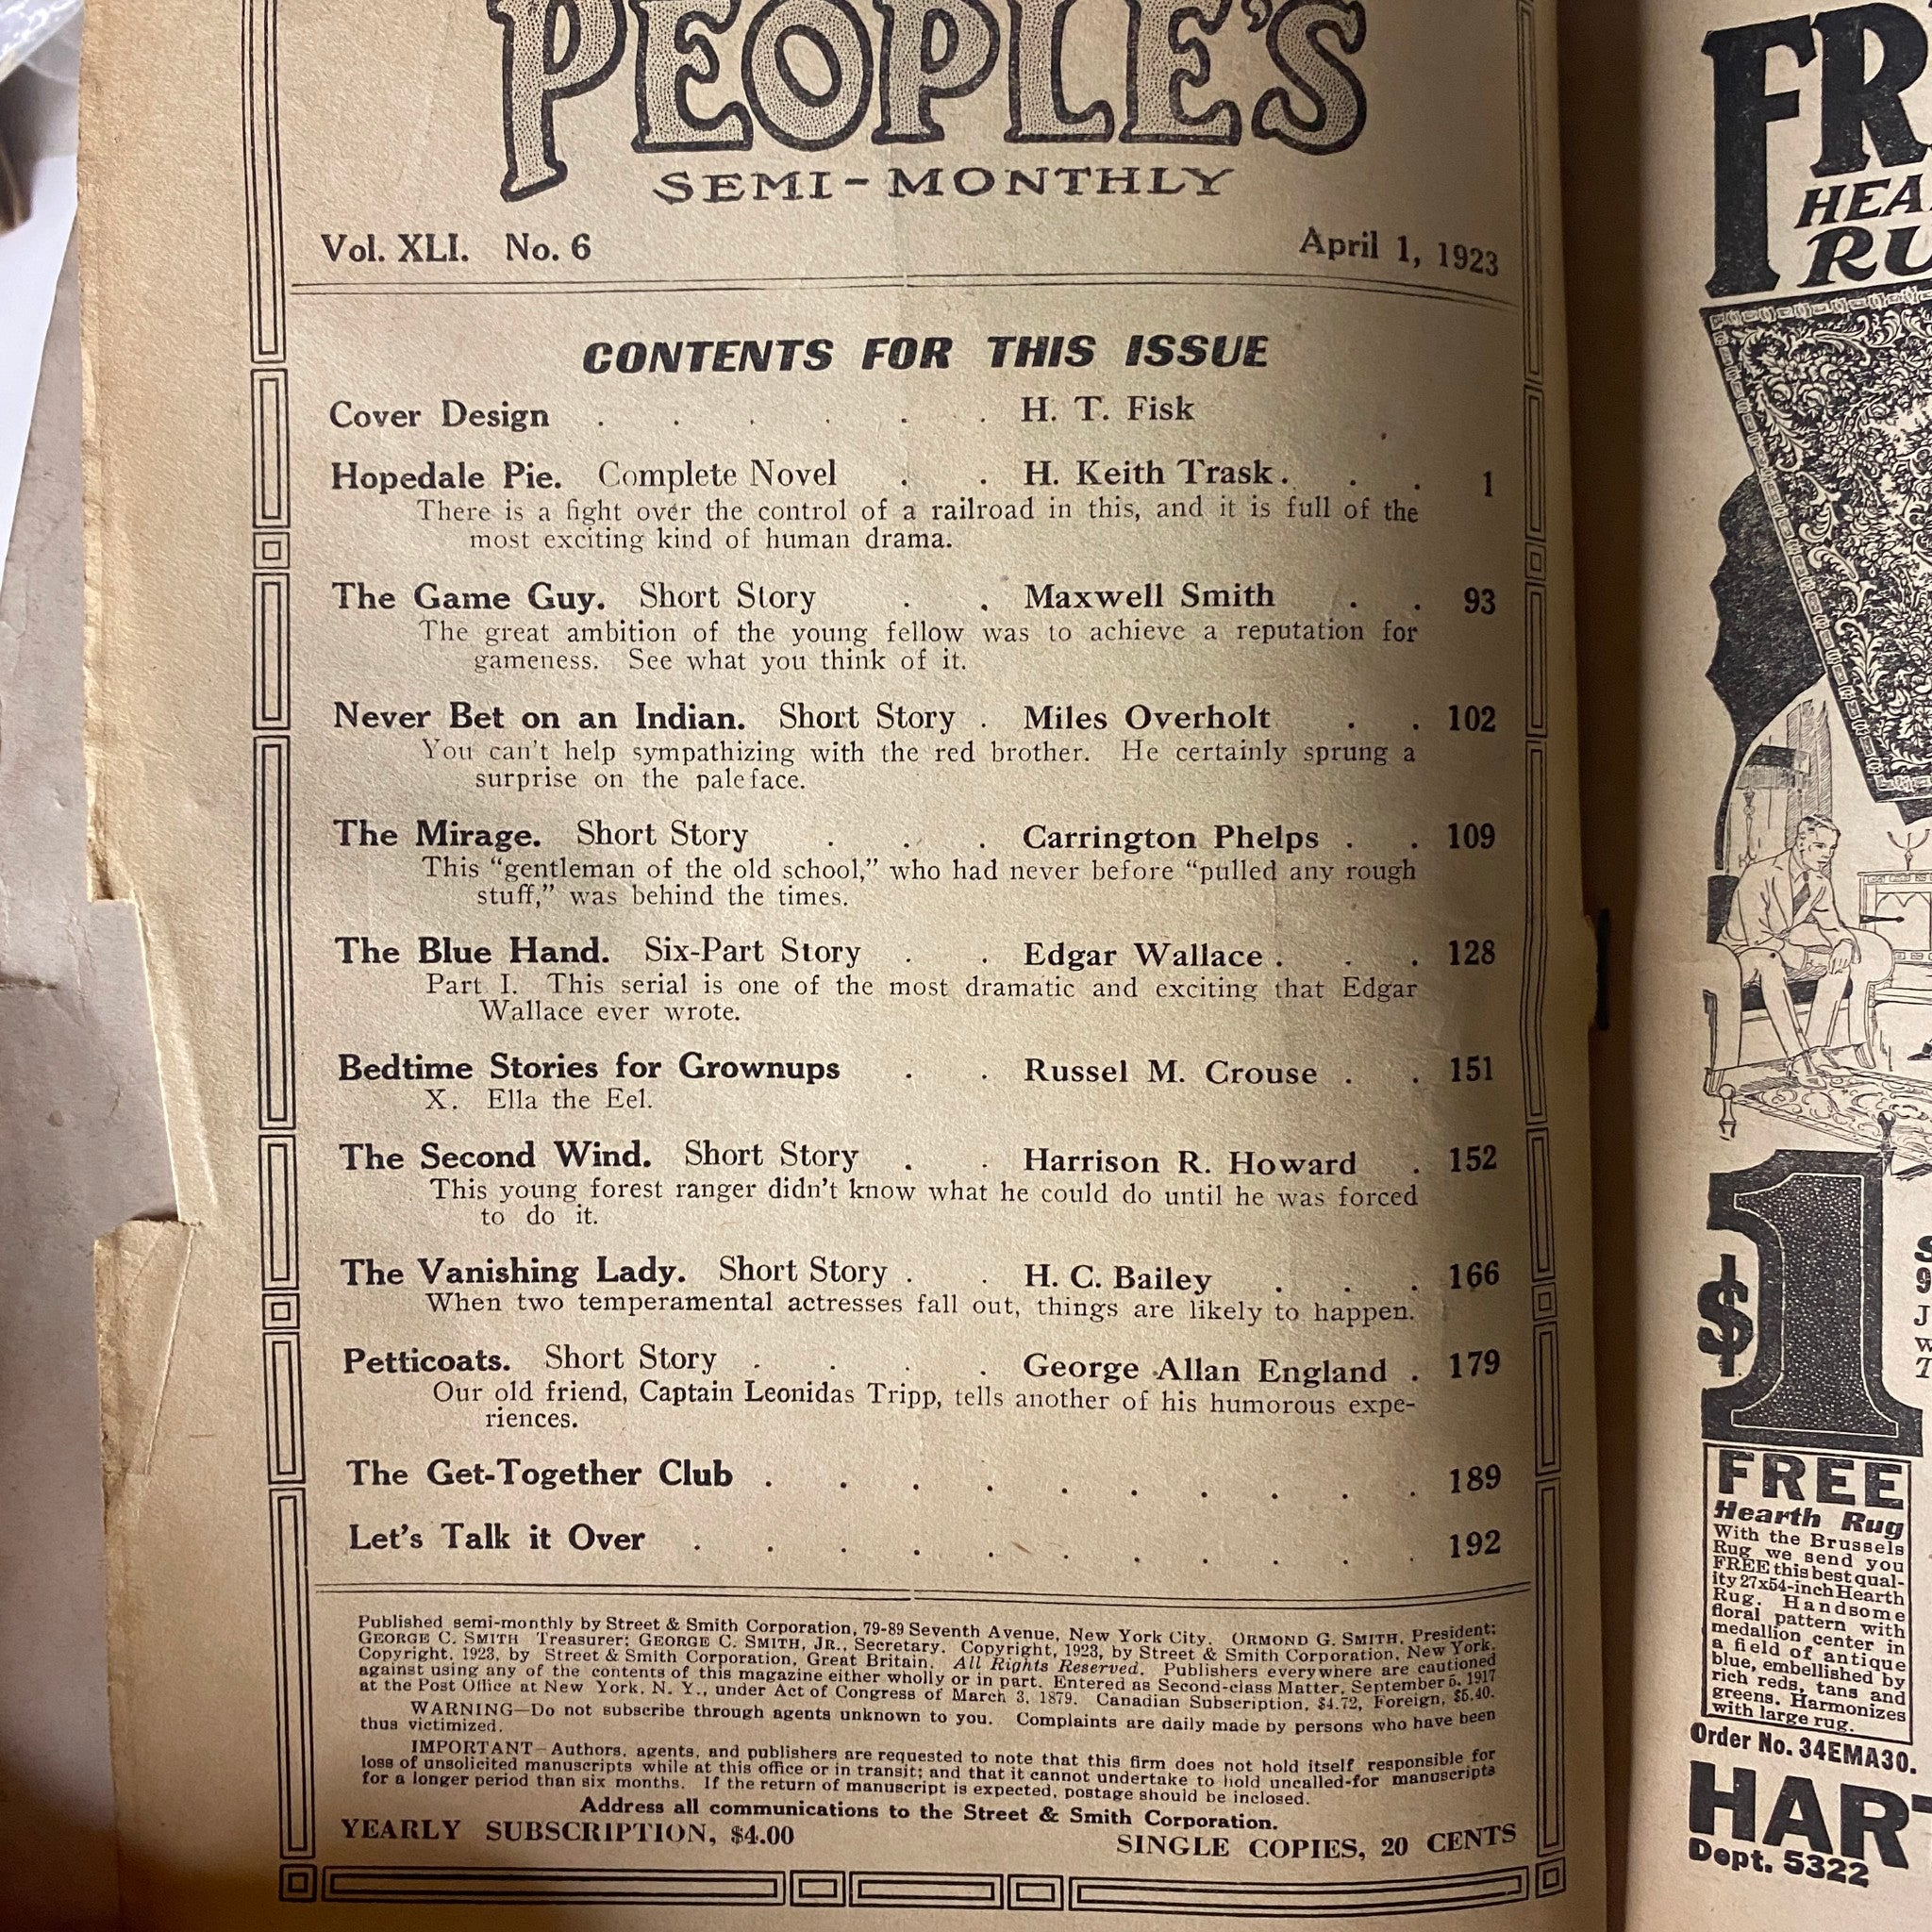 PEOPLE'S
SEMI-MONTHLY
Vol. XLI. No. 6 April 1, 1923
CONTENTS FOR THIS ISSUE
Cover Design . . . . . . H. T. Fisk
Hopedale Pie. Complete Novel . . H. Keith Trask . . . 1
There is a fight over the control of a railroad in this, and it is full of the
most exciting kind of human drama.
The Game Guy. Short Story . . Maxwell Smith . . 93
The great ambition of the young fellow was to achieve a reputation for
gameness. See what you think of it.
Never Bet on an Indian. Short Story . Miles Overholt . . 102
You can't help sympathizing with the red brother. He certainly sprung a
surprise on the paleface.
The Mirage. Short Story . . . Carrington Phelps . . 109
This "gentleman of the old school," who had never before "pulled any rough
stuff," was behind the times.
The Blue Hand. Six-Part Story . . Edgar Wallace . . . 128
Part I. This serial is one of the most dramatic and exciting that Edgar
Wallace ever wrote.
Bedtime Stories for Grownups . . Russel M. Crouse . . 151
X. Ella the Eel.
The Second Wind. Short Story . . Harrison R. Howard . 152
This young forest ranger didn't know what he could do until he was forced
to do it.
The Vanishing Lady. Short Story . . H. C. Bailey . . . 166
When two temperamental actresses fall out, things are likely to happen.
Petticoats. Short Story . . . . George Allan England . 179
Our old friend, Captain Leonidas Tripp, tells another of his humorous expe-
riences.
The Get-Together Club . . . . . . . . . . 189
Let's Talk it Over . . . . . . . . . . . 192
Published semi-monthly by Street & Smith Corporation, 79-89 Seventh Avenue, New York City. ORMOND G. SMITH, President;
GEORGE C. SMITH Treasurer; GEORGE C. SMITH, JR., Secretary. Copyright, 1923, by Street & Smith Corporation, New York.
Copyright, 1923, by Street & Smith Corporation, Great Britain. All Rights Reserved. Publishers everywhere are cautioned
against using any of the contents of this magazine either wholly or in part. Entered as Second-class Matter, September 5, 1917
at the Post Office at New York, N. Y., under Act of Congress of March 3, 1879. Canadian Subscription, $4.72, Foreign, $5.40.
WARNING—Do not subscribe through agents unknown to you. Complaints are daily made by persons who have been
thus victimized.
IMPORTANT—Authors, agents, and publishers are requested to note that this firm does not hold itself responsible for
loss of unsolicited manuscripts while at this office or in transit; and that it cannot undertake to hold uncalled-for manuscripts
for a longer period than six months. If the return of manuscript is expected, postage should be inclosed.
Address all communications to the Street & Smith Corporation.
YEARLY SUBSCRIPTION, $4.00 SINGLE COPIES, 20 CENTS
FR
HEA
RU
$1
FREE
Hearth Rug
With the Brussels
Rug we send you
FREE this best qual-
ity 27x54-inch Hearth
Rug. Handsome
floral pattern with
medallion center in
a field of antique
blue, embellished by
rich reds, tans and
greens. Harmonizes
with large rug.
Order No. 34EMA30.
HART
Dept. 5322